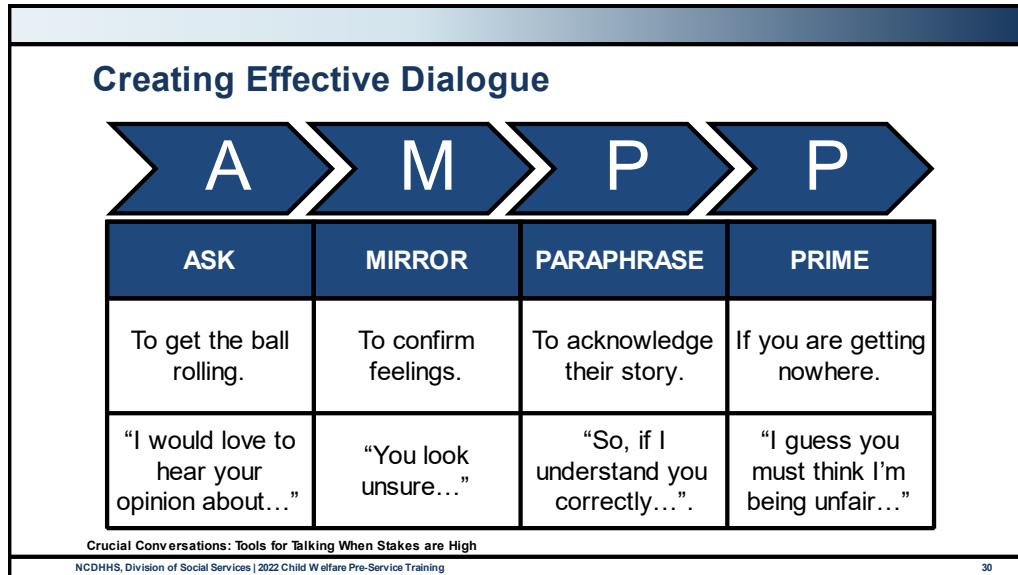 Creating Effective Dialogue
A
M
P
P
ASK
MIRROR
PARAPHRASE
PRIME
To get the ball
rolling.
To confirm
feelings.
To acknowledge
their story.
If you are getting
nowhere.
“I would love to
hear your
opinion about…”
“You look
unsure…”
“So, if I
understand you
correctly…”.
“I guess you
must think I’m
being unfair…”
Crucial Conversations: Tools for Talking When Stakes are High
NCDHHS, Division of Social Services | 2022 Child Welfare Pre-Service Training
30